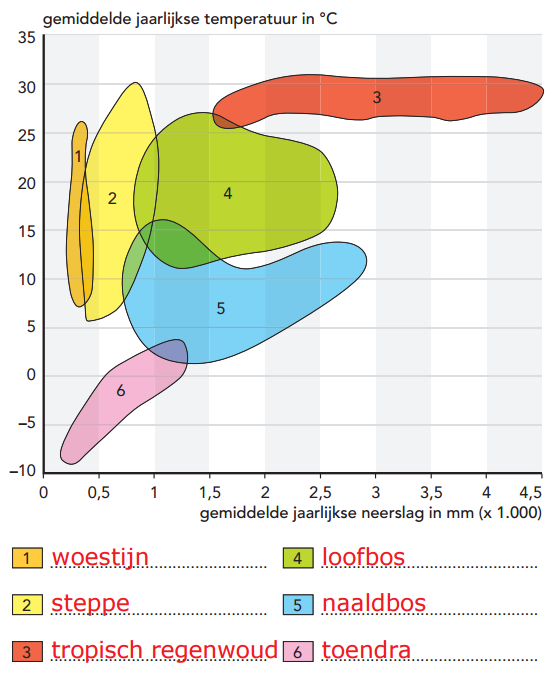 gemiddelde jaarlijkse temperatuur in °C
35
30
25
20
15
10
5
0
–5
–10
1
2
3
4
5
6
0 0,5 1 1,5 2 2,5 3 3,5 4 4,5
gemiddelde jaarlijkse neerslag in mm (x 1.000)
1 woestijn
4 loofbos
2 steppe
5 naaldbos
3 tropisch regenwoud
6 toendra